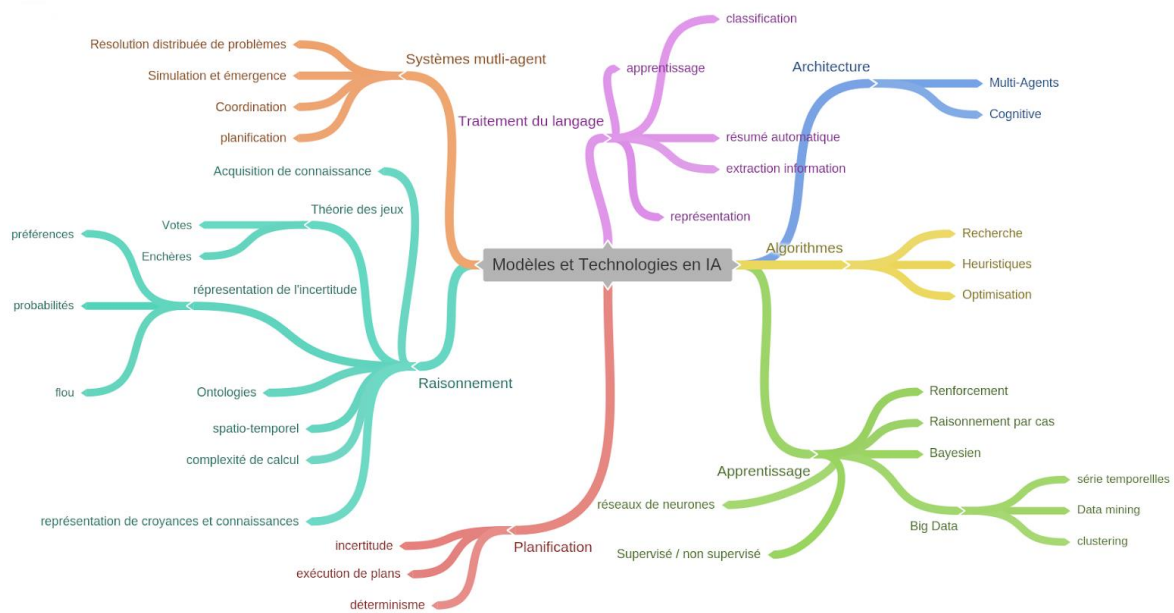 Modèles et Technologies en IA
Systèmes mutli-agent
Résolution distribuée de problèmes
Simulation et émergence
Coordination
planification
Traitement du langage
classification
apprentissage
résumé automatique
extraction information
représentation
Architecture
Multi-Agents
Cognitive
Algorithmes
Recherche
Heuristiques
Optimisation
Raisonnement
Acquisition de connaissance
Théorie des jeux
Votes
Enchères
réprésentation de l'incertitude
préférences
probabilités
flou
Ontologies
spatio-temporel
complexité de calcul
représentation de croyances et connaissances
Apprentissage
Renforcement
Raisonnement par cas
Bayesien
Big Data
série temporellles
Data mining
clustering
réseaux de neurones
Supervisé / non supervisé
Planification
incertitude
exécution de plans
déterminisme